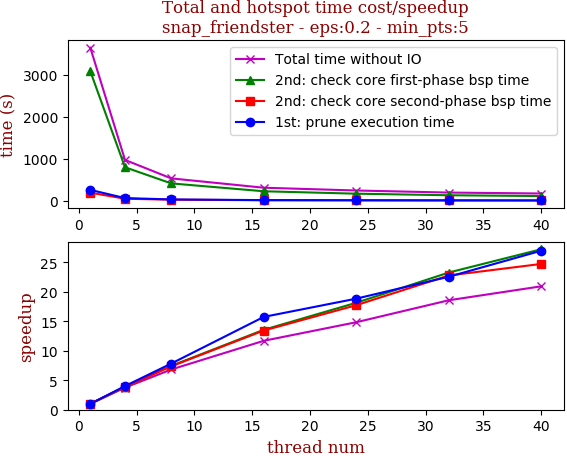 Total and hotspot time cost/speedup
snap_friendster - eps:0.2 - min_pts:5
time (s)
3000
2000
1000
0
Total time without IO
2nd: check core first-phase bsp time
2nd: check core second-phase bsp time
1st: prune execution time
0 5 10 15 20 25 30 35 40
speedup
25
20
15
10
5
0
0 5 10 15 20 25 30 35 40
thread num